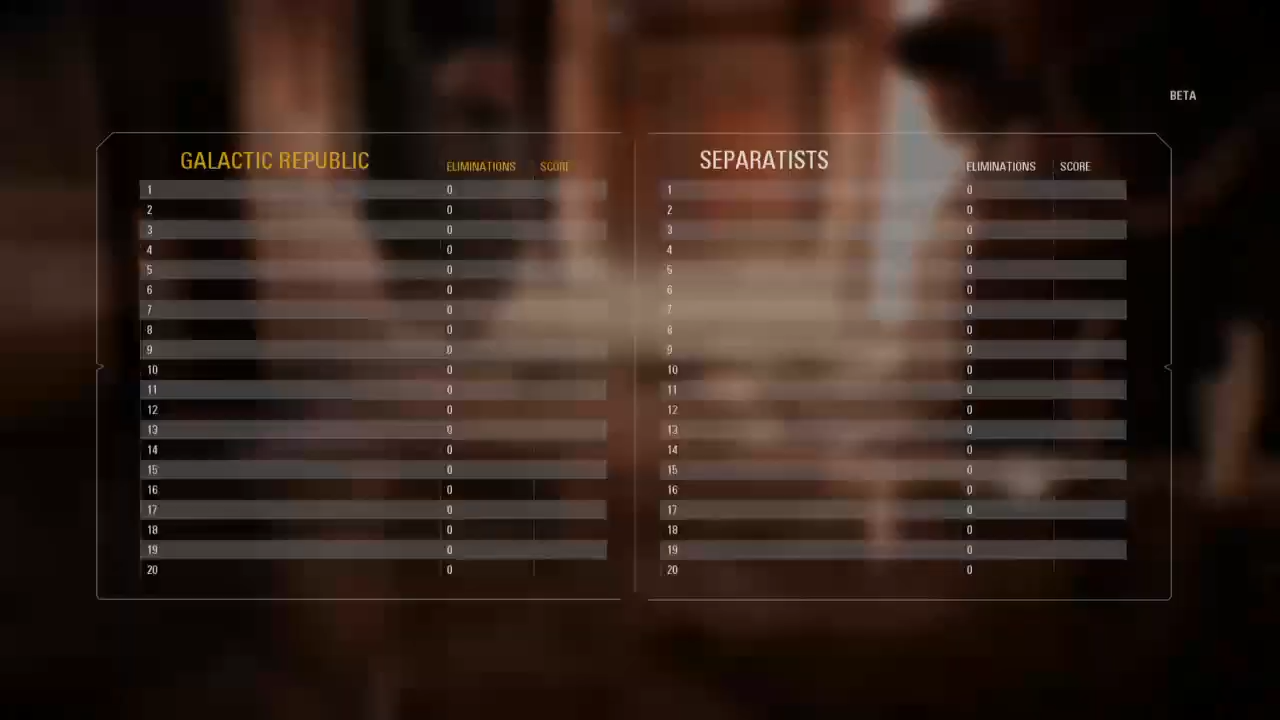 BETA
GALACTIC REPUBLIC ELIMINATIONS SCORE
SEPARATISTS ELIMINATIONS SCORE
1 0 1 0
2 0 2 0
3 0 3 0
4 0 4 0
5 0 5 0
6 0 6 0
7 0 7 0
8 0 8 0
9 0 9 0
10 0 10 0
11 0 11 0
12 0 12 0
13 0 13 0
14 0 14 0
15 0 15 0
16 0 16 0
17 0 17 0
18 0 18 0
19 0 19 0
20 0 20 0